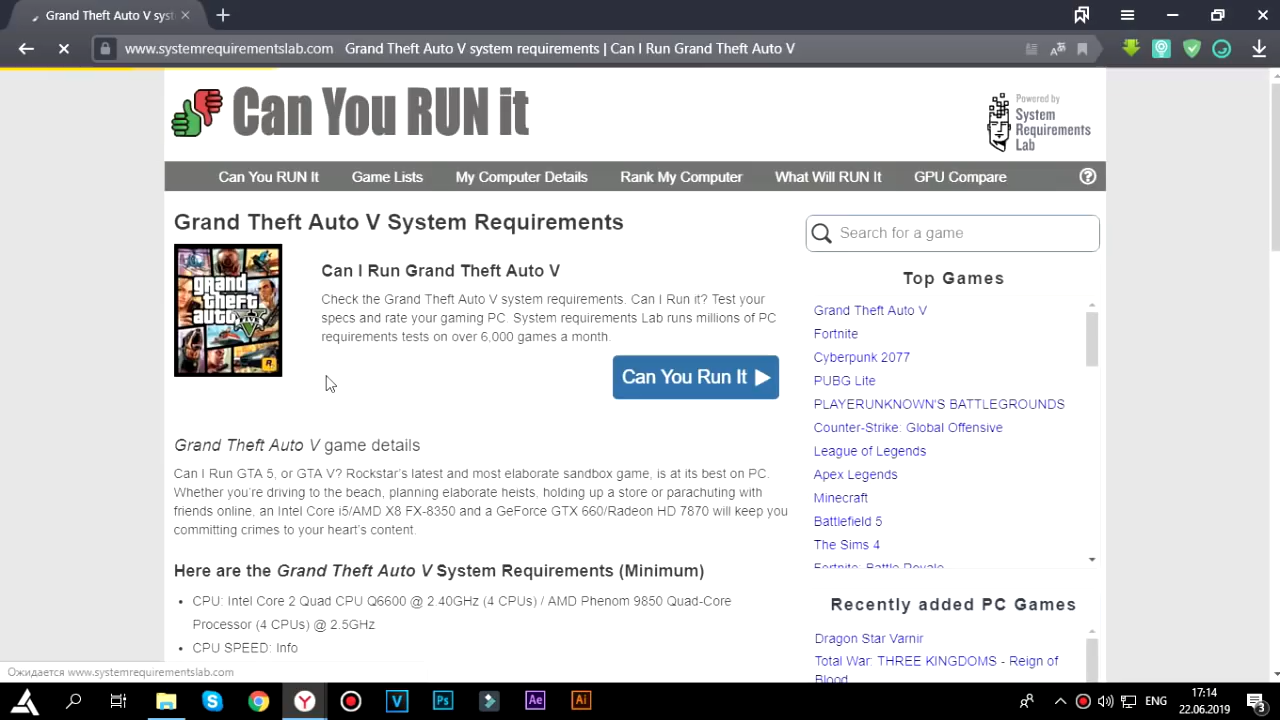 Grand Theft Auto V sys
www.systemrequirementslab.com Grand Theft Auto V system requirements | Can I Run Grand Theft Auto V
Can You RUN it
Powered by
System
Requirements
Lab
Can You RUN It Game Lists My Computer Details Rank My Computer What Will RUN It GPU Compare
Grand Theft Auto V System Requirements
grand
theft
auto
V
Can I Run Grand Theft Auto V
Check the Grand Theft Auto V system requirements. Can I Run it? Test your
specs and rate your gaming PC. System requirements Lab runs millions of PC
requirements tests on over 6,000 games a month.
Can You Run It
Grand Theft Auto V game details
Can I Run GTA 5, or GTA V? Rockstar's latest and most elaborate sandbox game, is at its best on PC.
Whether you're driving to the beach, planning elaborate heists, holding up a store or parachuting with
friends online, an Intel Core i5/AMD X8 FX-8350 and a GeForce GTX 660/Radeon HD 7870 will keep you
committing crimes to your heart's content.
Here are the Grand Theft Auto V System Requirements (Minimum)
• CPU: Intel Core 2 Quad CPU Q6600 @ 2.40GHz (4 CPUs) / AMD Phenom 9850 Quad-Core
Processor (4 CPUs) @ 2.5GHz
• CPU SPEED: Info
Search for a game
Top Games
Grand Theft Auto V
Fortnite
Cyberpunk 2077
PUBG Lite
PLAYERUNKNOWN'S BATTLEGROUNDS
Counter-Strike: Global Offensive
League of Legends
Apex Legends
Minecraft
Battlefield 5
The Sims 4
Fortnite: Battle Royale
Recently added PC Games
Dragon Star Varnir
Total War: THREE KINGDOMS - Reign of
Blood
Ожидается www.systemrequirementslab.com
V Ps Ae Ai
ENG
17:14
22.06.2019
3